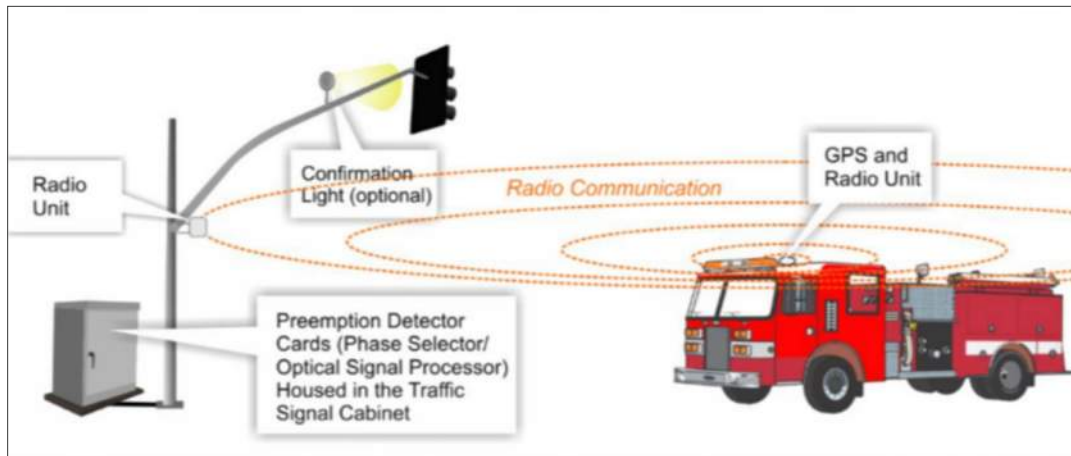 Radio
Unit
Confirmation
Light (optional)
Radio Communication
GPS and
Radio Unit
Preemption Detector
Cards (Phase Selector/
Optical Signal Processor)
Housed in the Traffic
Signal Cabinet